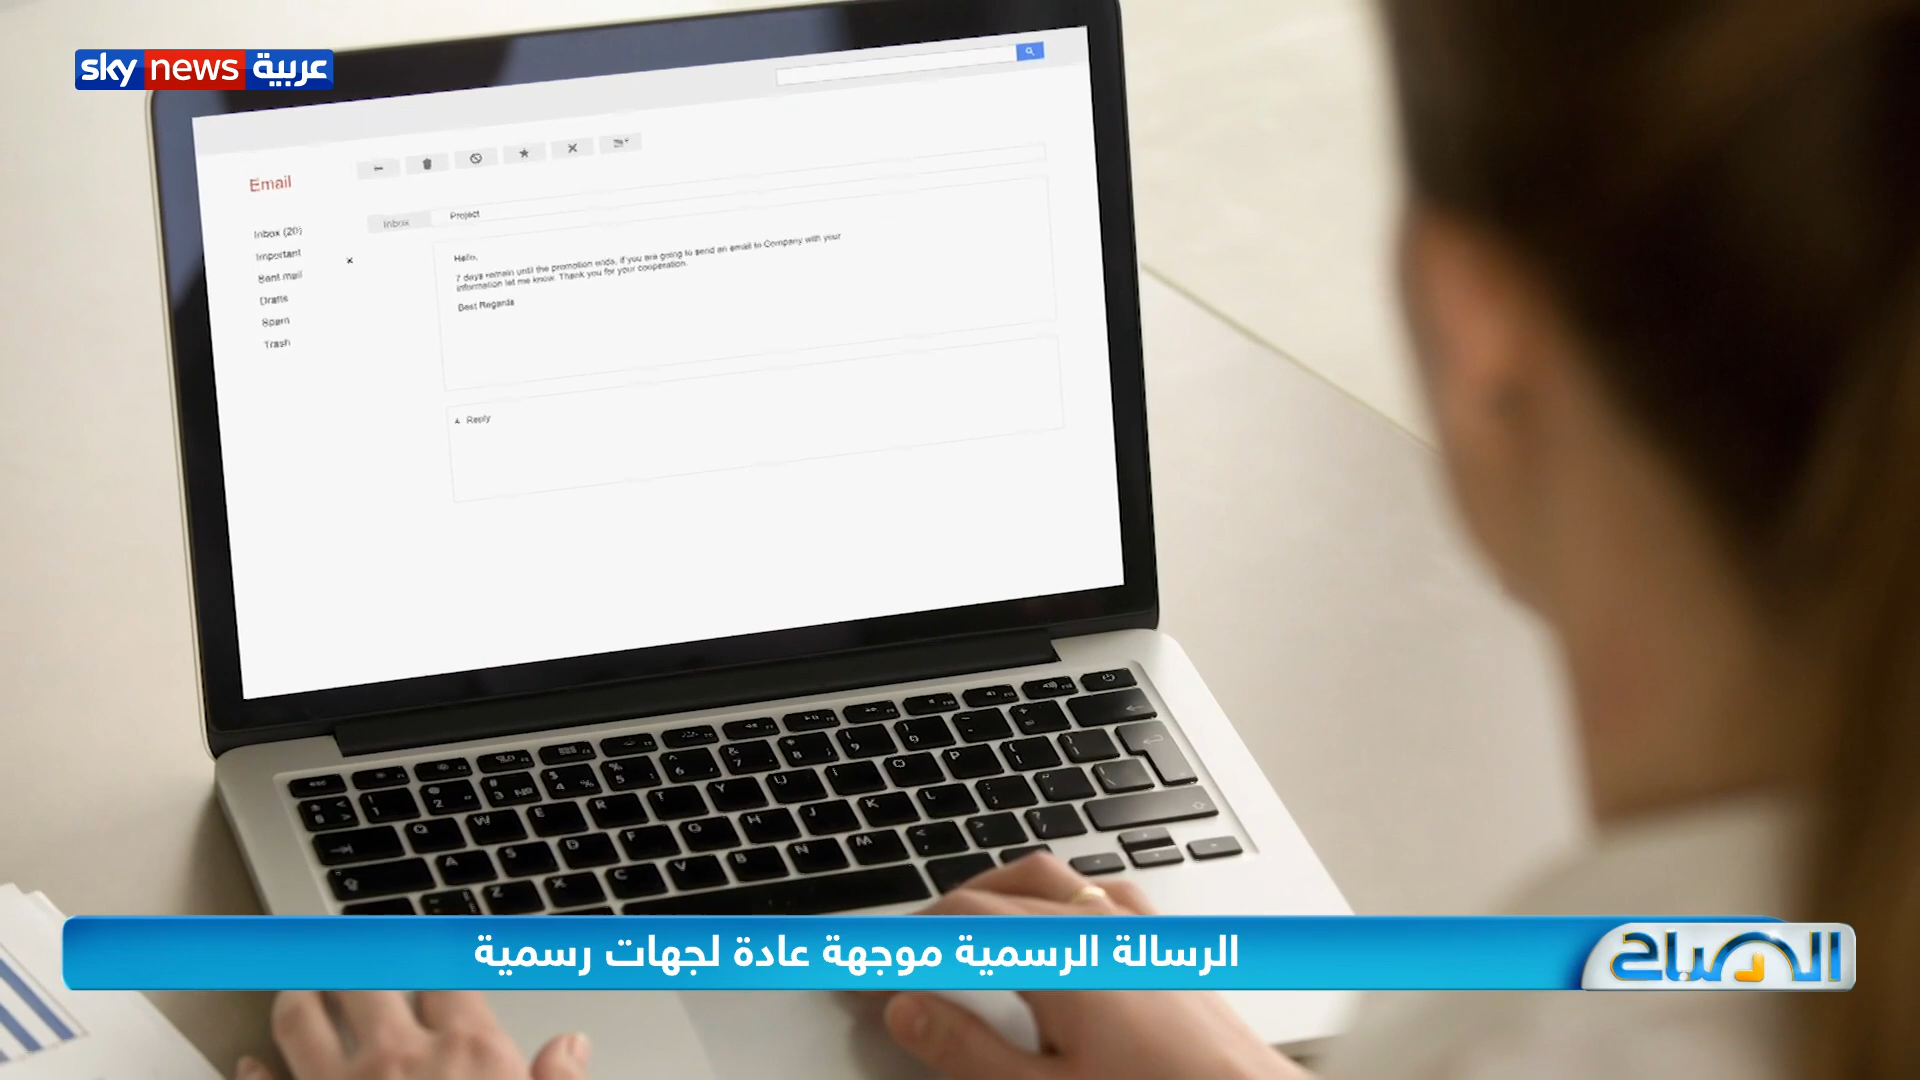 sky news عربية
Email
Inbox (20)
Important
Sent mail
Drafts
Spam
Trash
Inbox
Project
Hello,
7 days remain until the promotion ends, if you are going to send an email to Company with your
information let me know. Thank you for your cooperation.
Best Regards
Reply
esc
Q W E R T Y U I O P
A S D F G H J K L
Z X C V B N M
الرسالة الرسمية موجهة عادة لجهات رسمية
الصباح